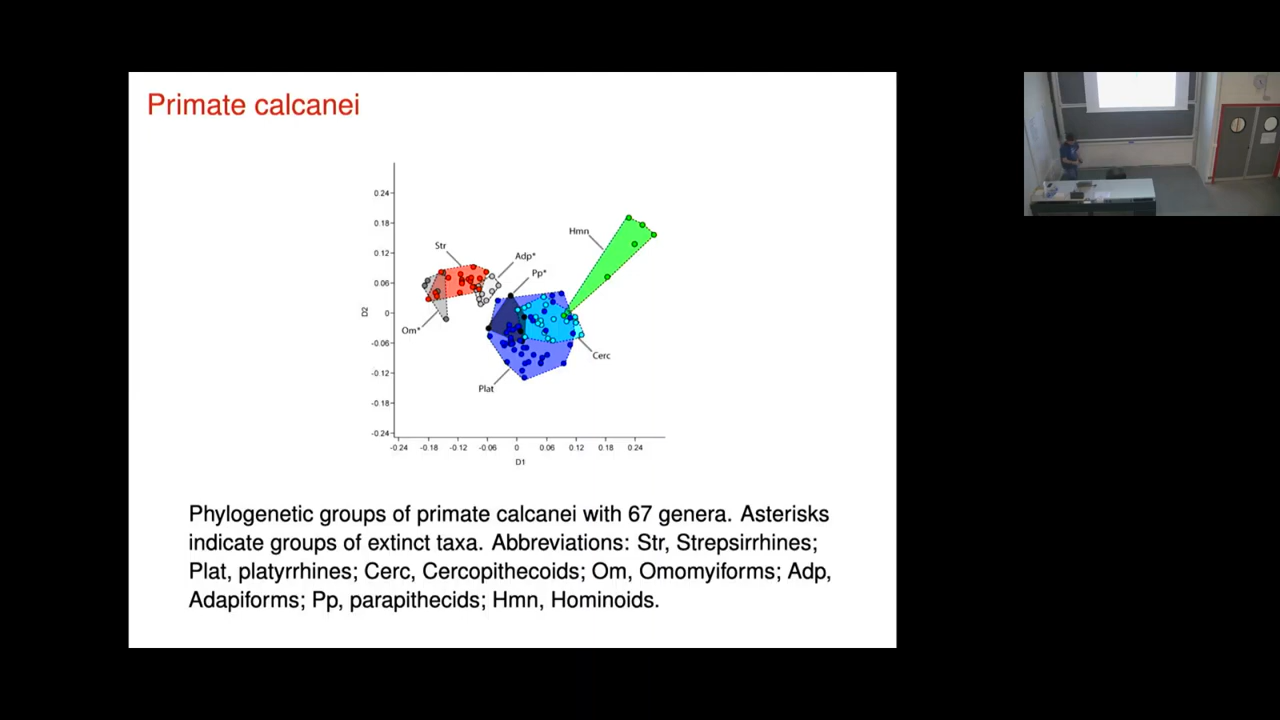 Primate calcanei
0.24
0.18
0.12
0.06
0
-0.06
-0.12
-0.18
-0.24
D2
-0.24 -0.18 -0.12 -0.06 0 0.06 0.12 0.18 0.24
D1
Hmn
Str
Adp*
Pp*
Om*
Cerc
Plat
Phylogenetic groups of primate calcanei with 67 genera. Asterisks
indicate groups of extinct taxa. Abbreviations: Str, Strepsirrhines;
Plat, platyrrhines; Cerc, Cercopithecoids; Om, Omomyiforms; Adp,
Adapiforms; Pp, parapithecids; Hmn, Hominoids.